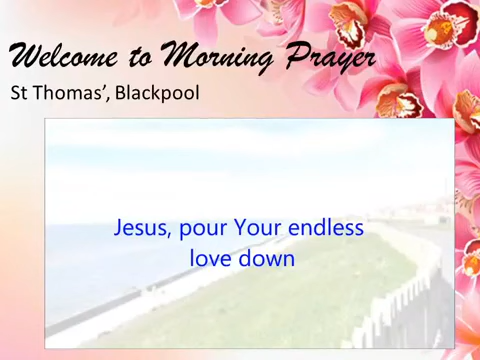 Welcome to Morning Prayer
St Thomas’, Blackpool
Jesus, pour Your endless
love down